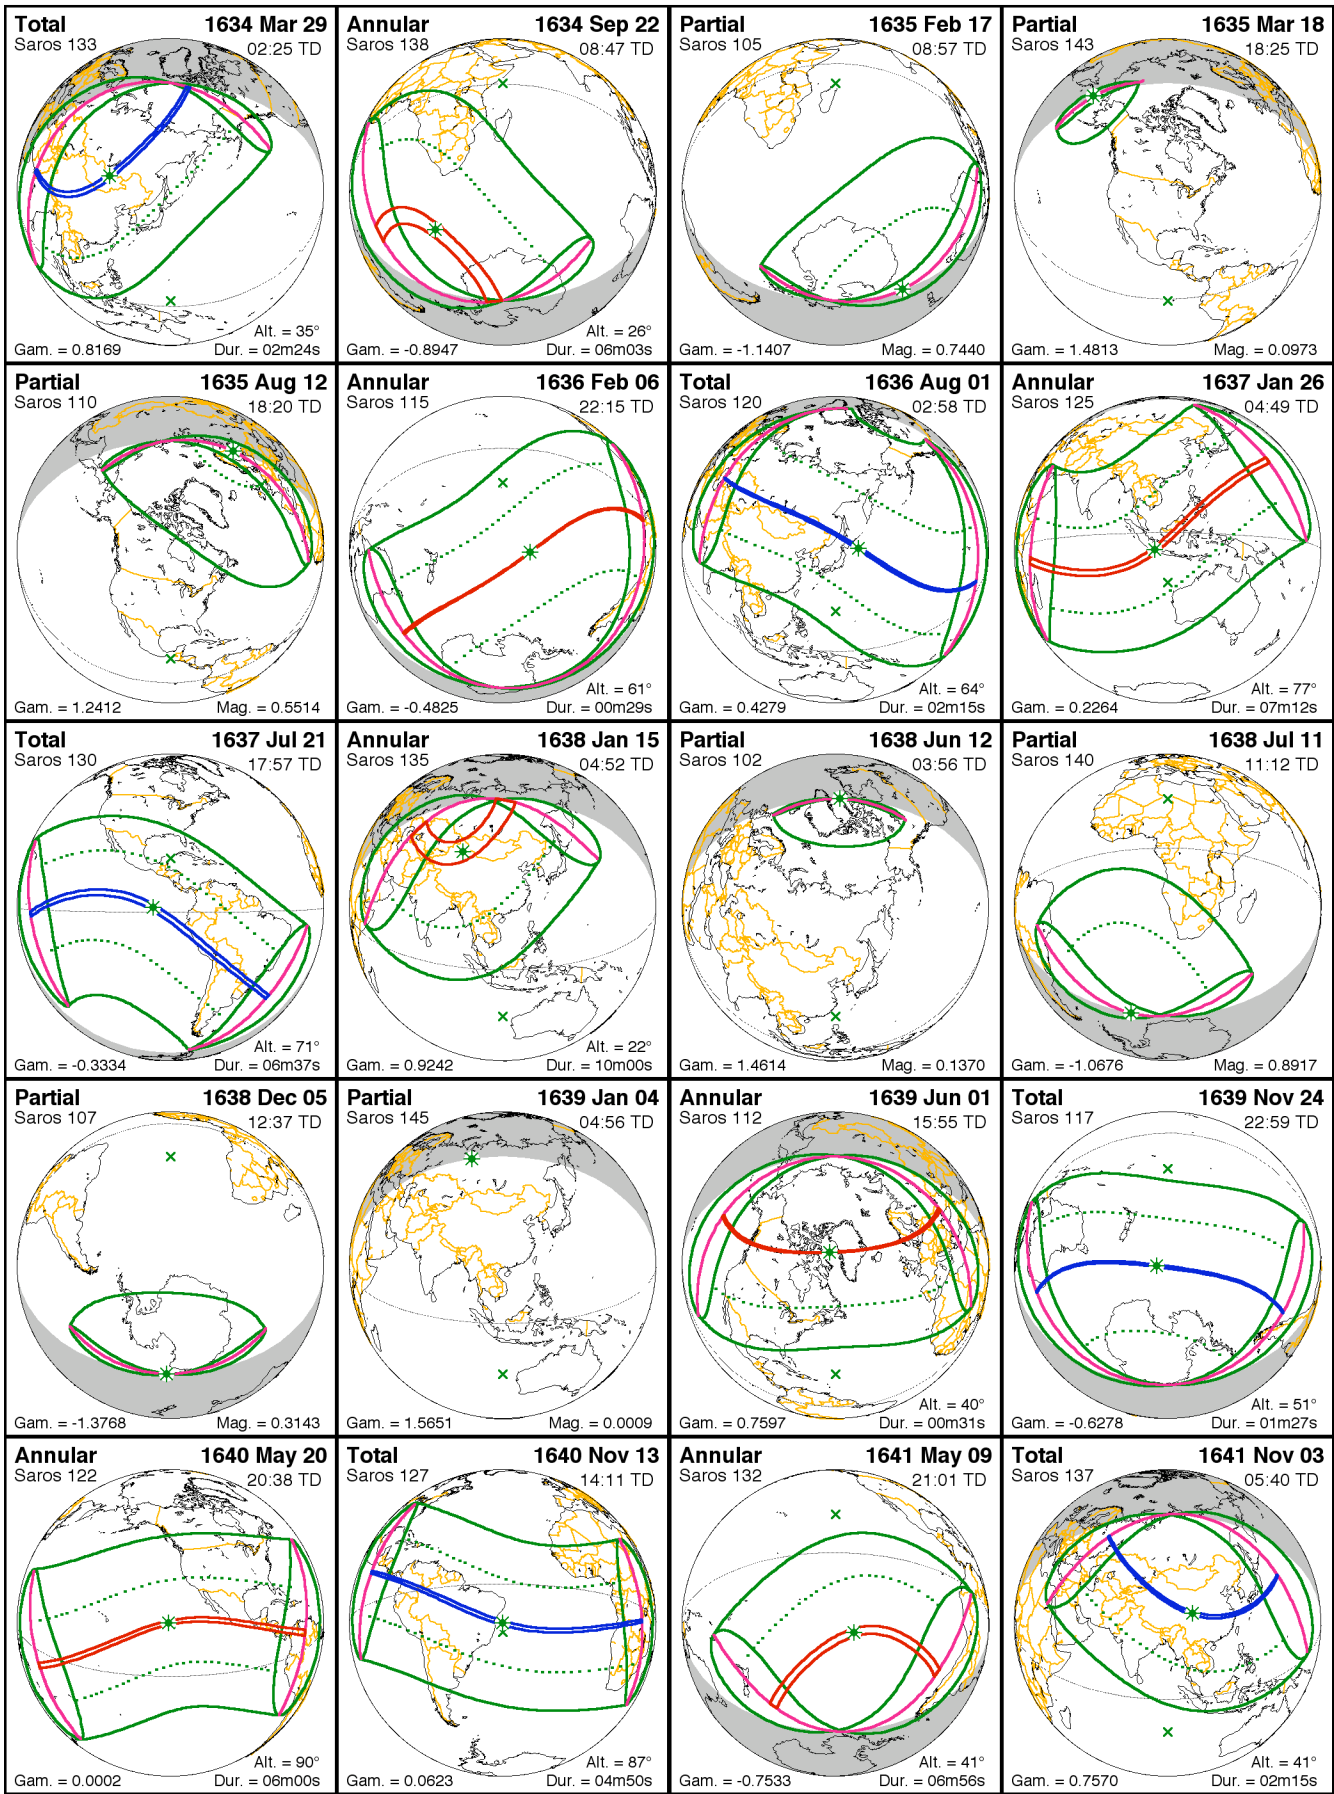 Total 1634 Mar 29
Saros 133 02:25 TD
Alt. = 35°
Gam. = 0.8169 Dur. = 02m24s
Annular 1634 Sep 22
Saros 138 08:47 TD
Alt. = 26°
Gam. = -0.8947 Dur. = 06m03s
Partial 1635 Feb 17
Saros 105 08:57 TD
Gam. = -1.1407 Mag. = 0.7440
Partial 1635 Mar 18
Saros 143 18:25 TD
Gam. = 1.4813 Mag. = 0.0973
Partial 1635 Aug 12
Saros 110 18:20 TD
Gam. = 1.2412 Mag. = 0.5514
Annular 1636 Feb 06
Saros 115 22:15 TD
Alt. = 61°
Gam. = -0.4825 Dur. = 00m29s
Total 1636 Aug 01
Saros 120 02:58 TD
Alt. = 64°
Gam. = 0.4279 Dur. = 02m15s
Annular 1637 Jan 26
Saros 125 04:49 TD
Alt. = 77°
Gam. = 0.2264 Dur. = 07m12s
Total 1637 Jul 21
Saros 130 17:57 TD
Alt. = 71°
Gam. = -0.3334 Dur. = 06m37s
Annular 1638 Jan 15
Saros 135 04:52 TD
Alt. = 22°
Gam. = 0.9242 Dur. = 10m00s
Partial 1638 Jun 12
Saros 102 03:56 TD
Gam. = 1.4614 Mag. = 0.1370
Partial 1638 Jul 11
Saros 140 11:12 TD
Gam. = -1.0676 Mag. = 0.8917
Partial 1638 Dec 05
Saros 107 12:37 TD
Gam. = -1.3768 Mag. = 0.3143
Partial 1639 Jan 04
Saros 145 04:56 TD
Gam. = 1.5651 Mag. = 0.0009
Annular 1639 Jun 01
Saros 112 15:55 TD
Alt. = 40°
Gam. = 0.7597 Dur. = 00m31s
Total 1639 Nov 24
Saros 117 22:59 TD
Alt. = 51°
Gam. = -0.6278 Dur. = 01m27s
Annular 1640 May 20
Saros 122 20:38 TD
Alt. = 90°
Gam. = 0.0002 Dur. = 06m00s
Total 1640 Nov 13
Saros 127 14:11 TD
Alt. = 87°
Gam. = 0.0623 Dur. = 04m50s
Annular 1641 May 09
Saros 132 21:01 TD
Alt. = 41°
Gam. = -0.7533 Dur. = 06m56s
Total 1641 Nov 03
Saros 137 05:40 TD
Alt. = 41°
Gam. = 0.7570 Dur. = 02m15s